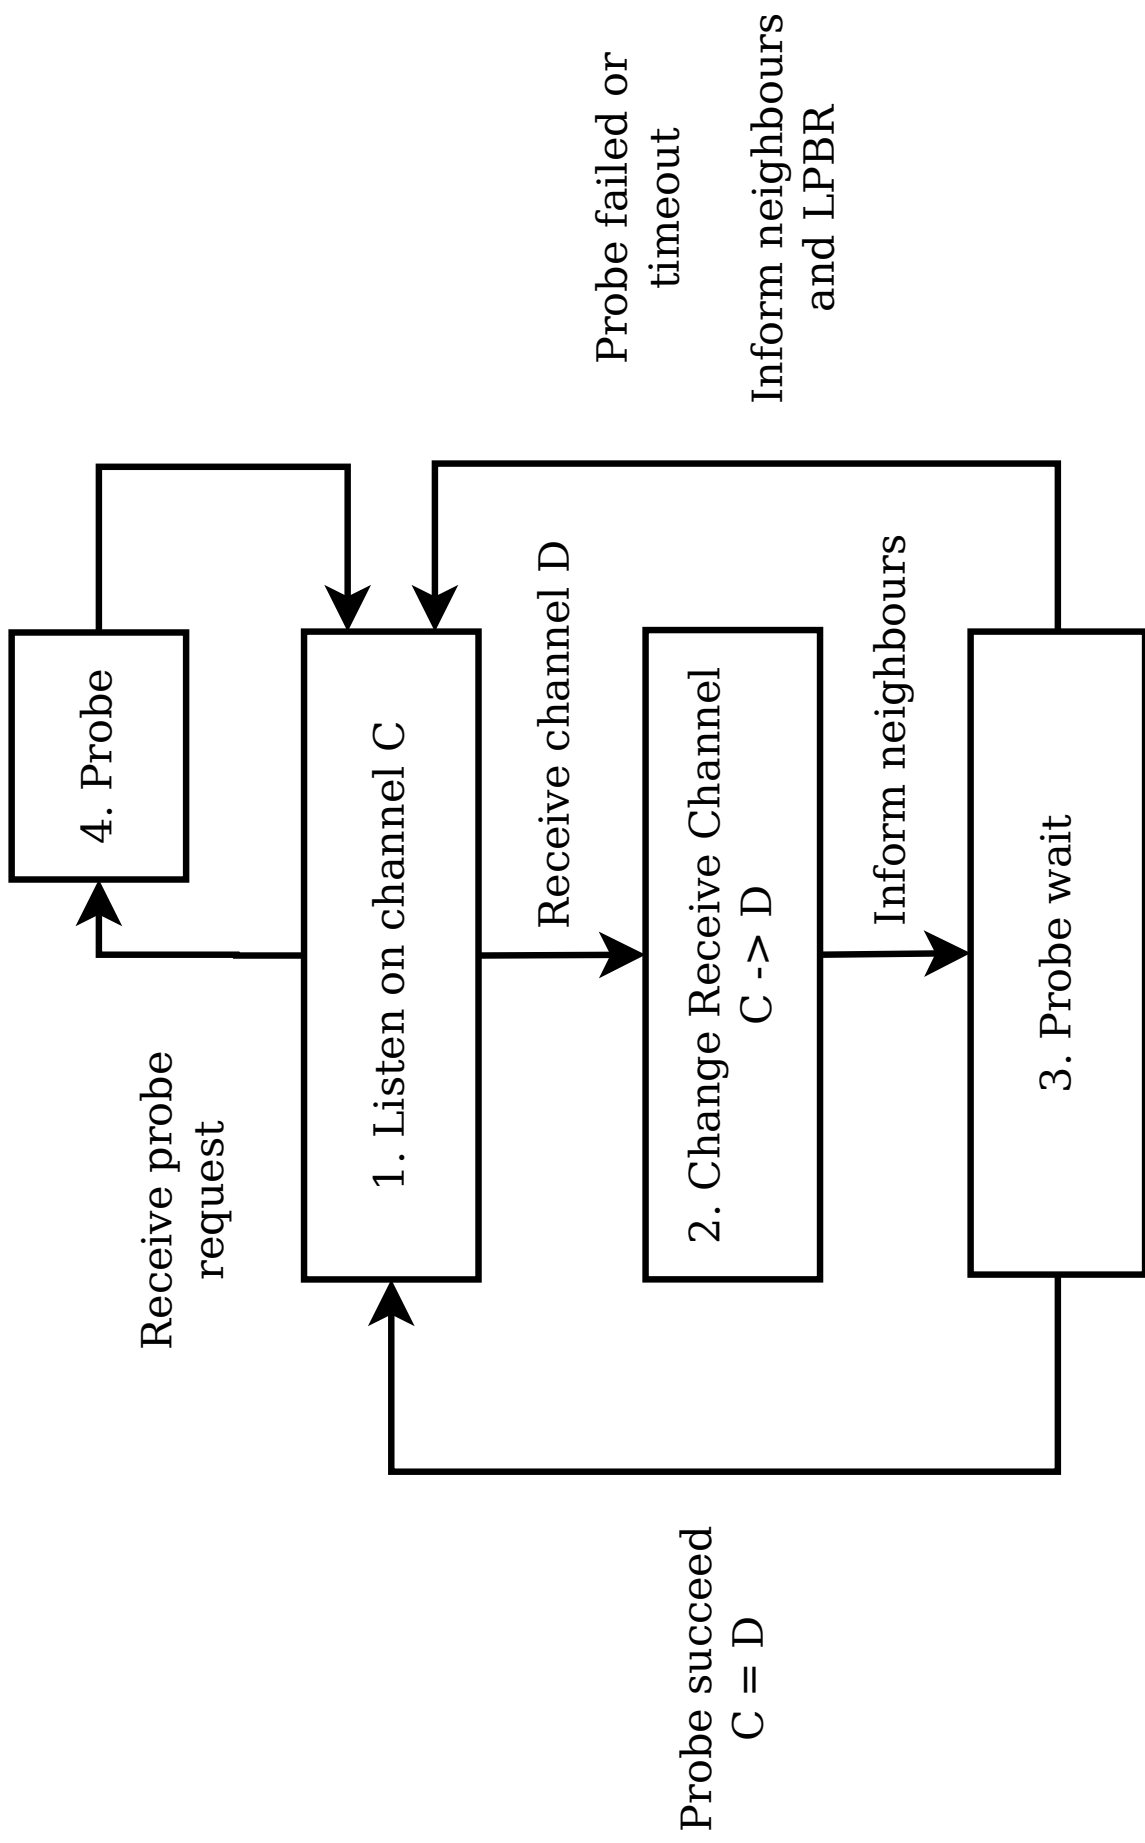 4. Probe
Receive probe
request
1. Listen on channel C
Receive channel D
2. Change Receive Channel
C -> D
Inform neighbours
3. Probe wait
Probe succeed
C = D
Probe failed or
timeout
Inform neighbours
and LPBR